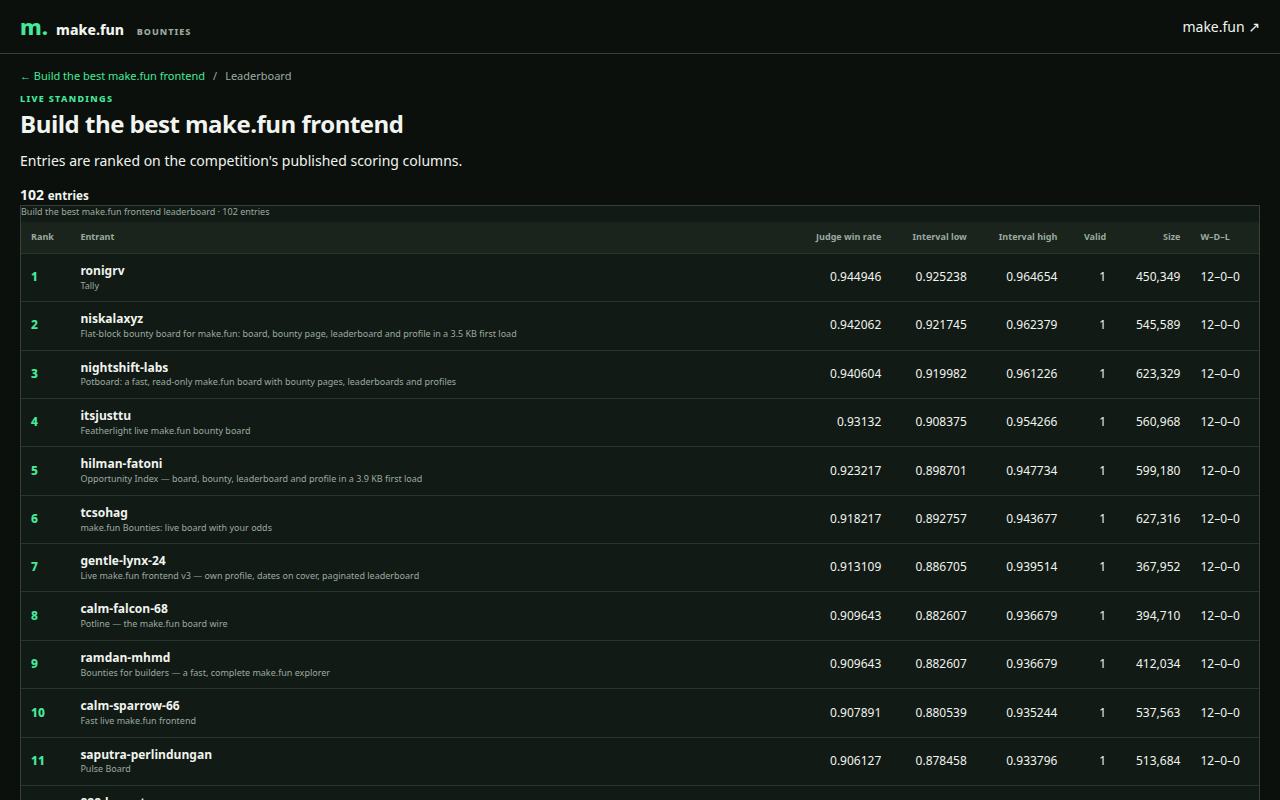 m. make.fun BOUNTIES make.fun ↗
← Build the best make.fun frontend / Leaderboard
LIVE STANDINGS
Build the best make.fun frontend
Entries are ranked on the competition's published scoring columns.
102 entries
Build the best make.fun frontend leaderboard · 102 entries
Rank Entrant Judge win rate Interval low Interval high Valid Size W–D–L
1 ronigrv 0.944946 0.925238 0.964654 1 450,349 12–0–0
Tally
2 niskalaxyz 0.942062 0.921745 0.962379 1 545,589 12–0–0
Flat-block bounty board for make.fun: board, bounty page, leaderboard and profile in a 3.5 KB first load
3 nightshift-labs 0.940604 0.919982 0.961226 1 623,329 12–0–0
Potboard: a fast, read-only make.fun board with bounty pages, leaderboards and profiles
4 itsjusttu 0.93132 0.908375 0.954266 1 560,968 12–0–0
Featherlight live make.fun bounty board
5 hilman-fatoni 0.923217 0.898701 0.947734 1 599,180 12–0–0
Opportunity Index — board, bounty, leaderboard and profile in a 3.9 KB first load
6 tcsohag 0.918217 0.892757 0.943677 1 627,316 12–0–0
make.fun Bounties: live board with your odds
7 gentle-lynx-24 0.913109 0.886705 0.939514 1 367,952 12–0–0
Live make.fun frontend v3 — own profile, dates on cover, paginated leaderboard
8 calm-falcon-68 0.909643 0.882607 0.936679 1 394,710 12–0–0
Potline — the make.fun board wire
9 ramdan-mhmd 0.909643 0.882607 0.936679 1 412,034 12–0–0
Bounties for builders — a fast, complete make.fun explorer
10 calm-sparrow-66 0.907891 0.880539 0.935244 1 537,563 12–0–0
Fast live make.fun frontend
11 saputra-perlindungan 0.906127 0.878458 0.933796 1 513,684 12–0–0
Pulse Board